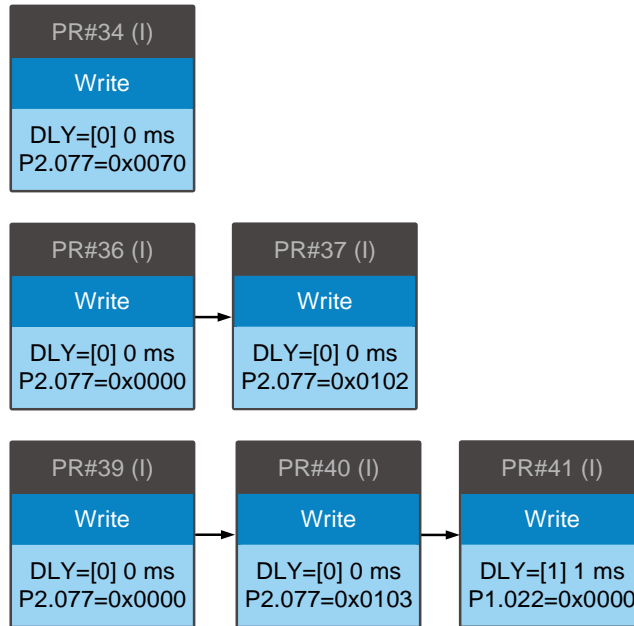 PR#34 (I)
Write
DLY=[0] 0 ms
P2.077=0x0070
PR#36 (I)
Write
DLY=[0] 0 ms
P2.077=0x0000
PR#37 (I)
Write
DLY=[0] 0 ms
P2.077=0x0102
PR#39 (I)
Write
DLY=[0] 0 ms
P2.077=0x0000
PR#40 (I)
Write
DLY=[0] 0 ms
P2.077=0x0103
PR#41 (I)
Write
DLY=[1] 1 ms
P1.022=0x0000